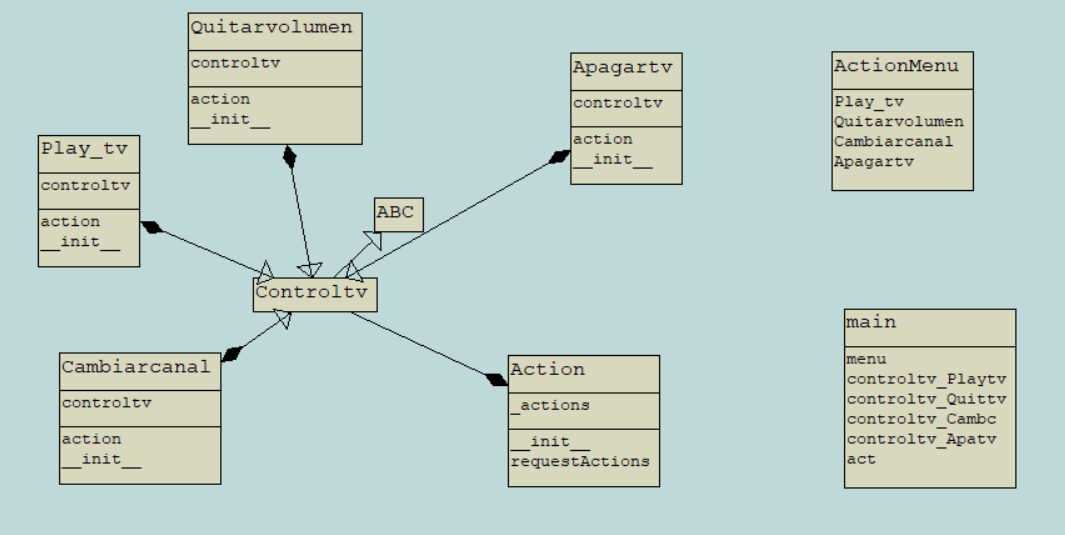 Quitarvolumen
controltv
action
__init__
Apagartv
controltv
action
__init__
ActionMenu
Play_tv
Quitarvolumen
Cambiarcanal
Apagartv
Play_tv
controltv
action
__init__
ABC
Controltv
Cambiarcanal
controltv
action
__init__
Action
_actions
__init__
requestActions
main
menu
controltv_Playtv
controltv_Quittv
controltv_Cambc
controltv_Apatv
act